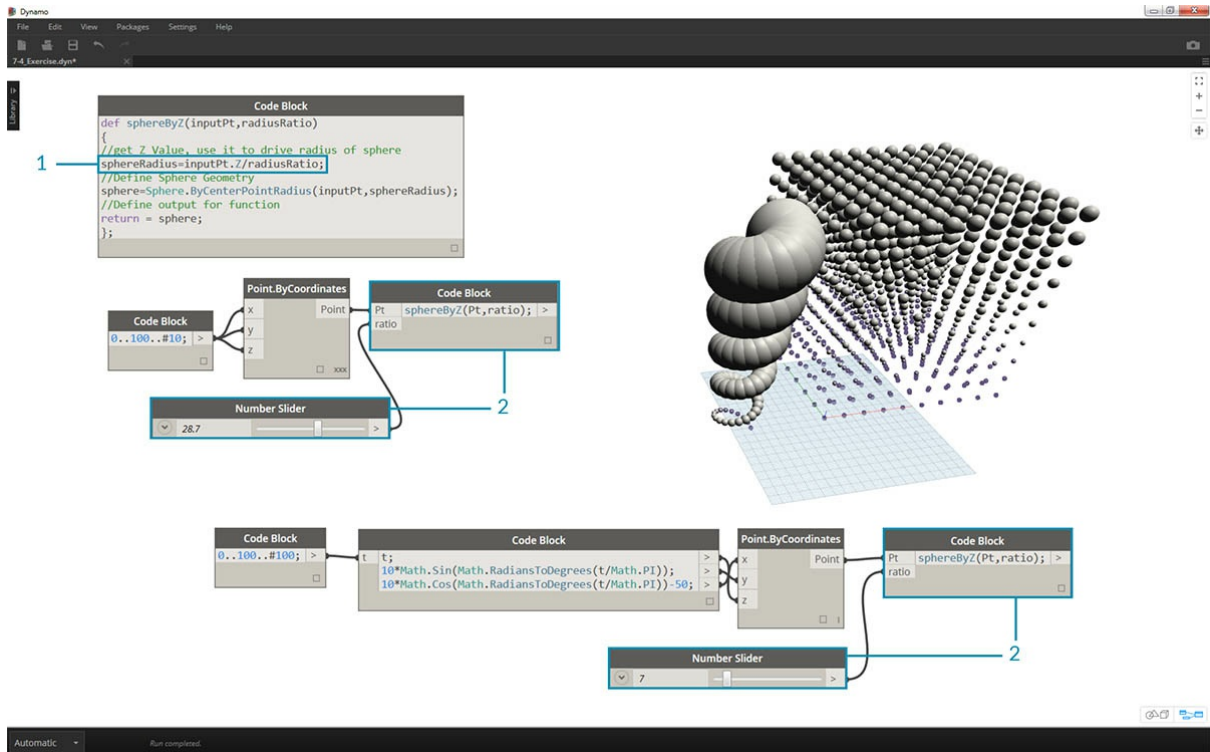 Dynamo
File Edit View Packages Settings Help
7-4_Exercise.dyn*
Library
Code Block
def sphereByZ(inputPt,radiusRatio)
{
//get Z Value, use it to drive radius of sphere
1
sphereRadius=inputPt.Z/radiusRatio;
//Define Sphere Geometry
sphere=Sphere.ByCenterPointRadius(inputPt,sphereRadius);
//Define output for function
return = sphere;
};
Code Block
0..100..#10; >
Point.ByCoordinates
x Point
y
z
xxx
Code Block
Pt sphereByZ(Pt,ratio); >
ratio
2
Number Slider
28.7 >
Code Block
0..100..#100; >
Code Block
t t; >
10*Math.Sin(Math.RadiansToDegrees(t/Math.PI)); >
10*Math.Cos(Math.RadiansToDegrees(t/Math.PI))-50; >
Point.ByCoordinates
x Point
y
z
l
Code Block
Pt sphereByZ(Pt,ratio); >
ratio
2
Number Slider
7 >
Automatic Run completed.